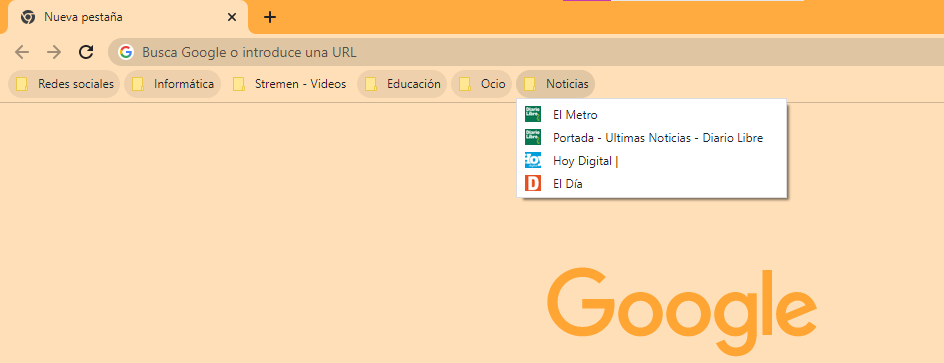 Nueva pestaña
Busca Google o introduce una URL
Redes sociales Informática Stremen - Videos Educación Ocio Noticias
El Metro
Portada - Ultimas Noticias - Diario Libre
Hoy Digital |
El Día
Google